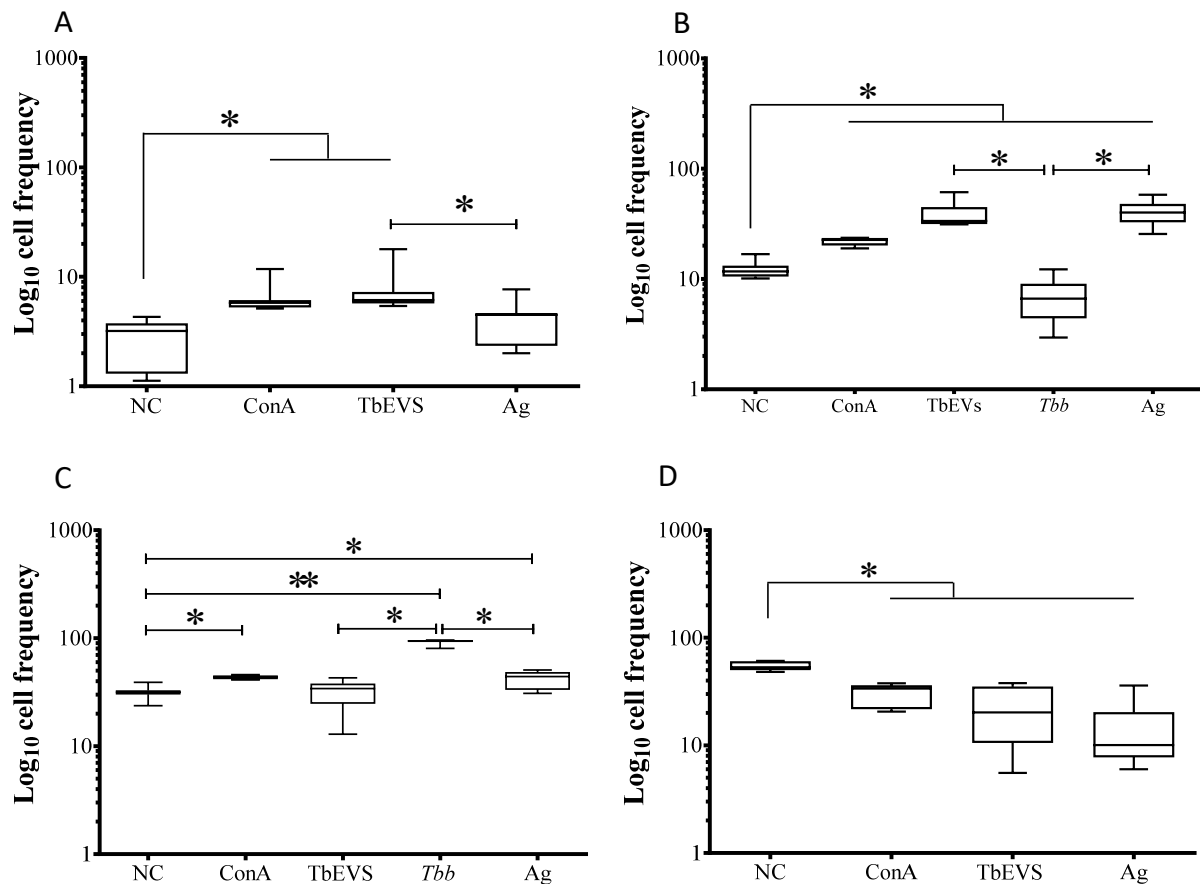 A
Log10 cell frequency
1000
100
10
1
*
*
NC ConA TbEVS Ag
B
Log10 cell frequency
1000
100
10
1
*
* *
NC ConA TbEVs Tbb Ag
C
Log10 cell frequency
1000
100
10
1
*
**
* * *
NC ConA TbEVS Tbb Ag
D
Log10 cell frequency
1000
100
10
1
*
NC ConA TbEVS Ag